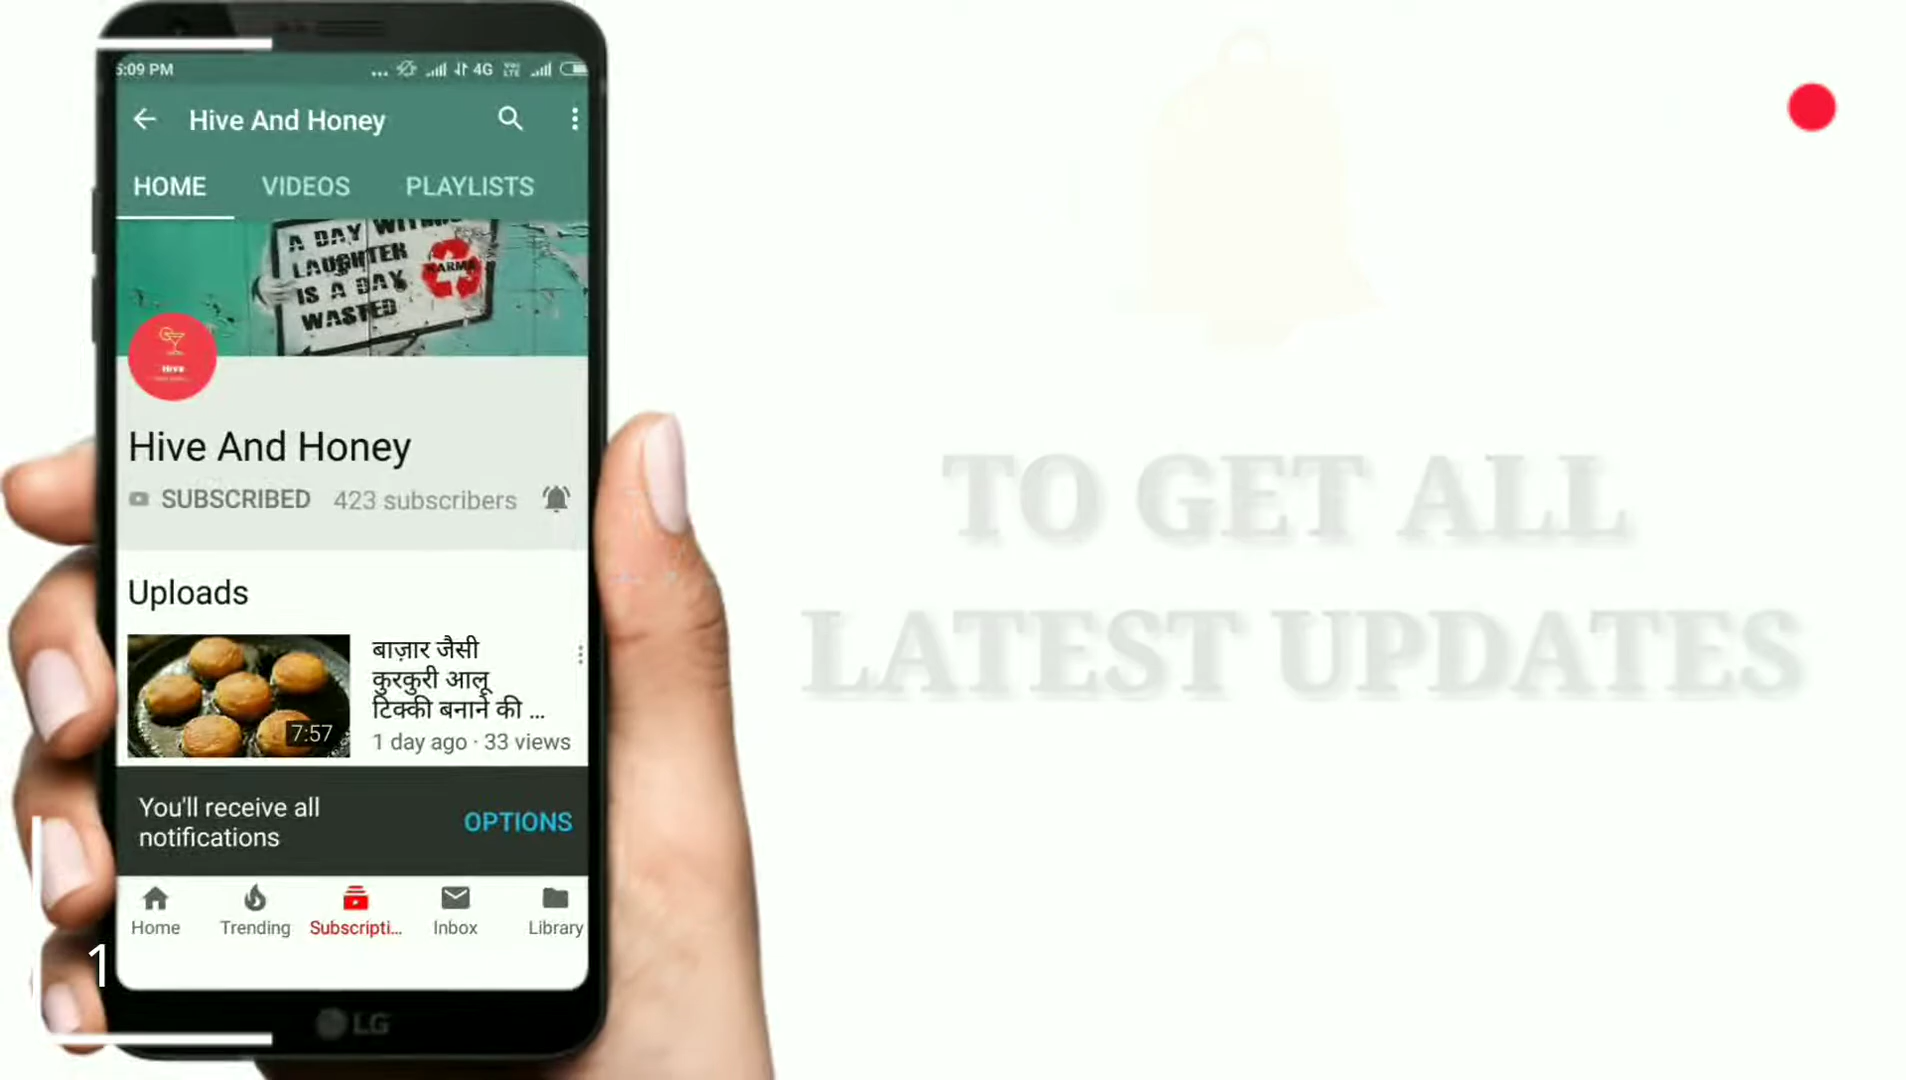 5:09 PM
4G
Hive And Honey
HOME
VIDEOS
PLAYLISTS
A DAY
LAUGHTER
IS A DAY
WASTED
KARMA
Hive
Hive And Honey
SUBSCRIBED 423 subscribers
Uploads
बाज़ार जैसी
कुरकुरी आलू
टिक्की बनाने की ...
7:57
1 day ago · 33 views
You'll receive all
notifications
OPTIONS
Home
Trending
Subscripti...
Inbox
Library
1
LG
TO GET ALL
LATEST UPDATES